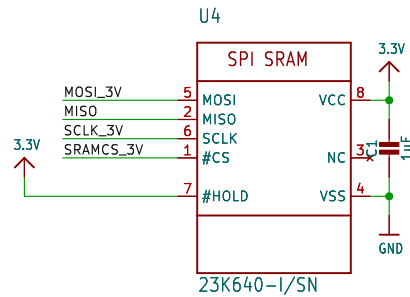 U4
SPI SRAM
3.3V
MOSI_3V 5 MOSI VCC 8
MISO 2 MISO
SCLK_3V 6 SCLK
SRAMCS_3V 1 #CS NC 3
C1 1uF
3.3V
7 #HOLD VSS 4
GND
23K640-I/SN